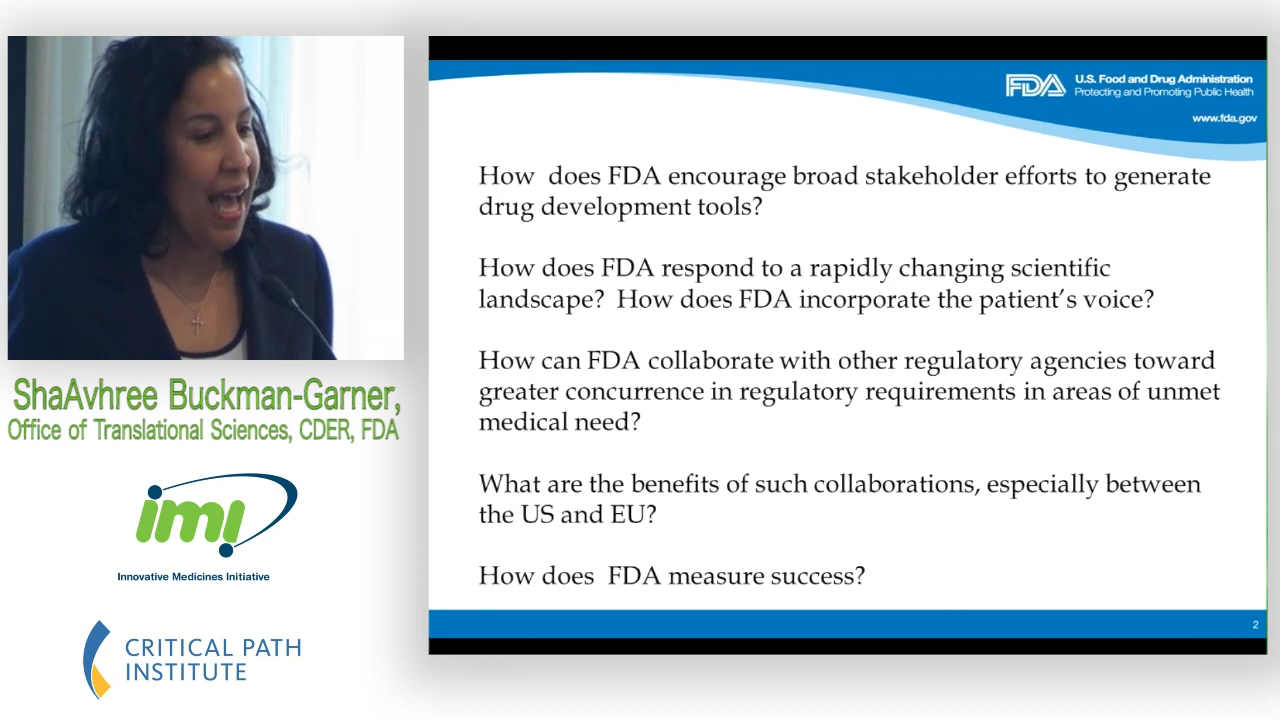 ShaAvhree Buckman-Garner,
Office of Translational Sciences, CDER, FDA
imi
Innovative Medicines Initiative
CRITICAL PATH
INSTITUTE
FDA
U.S. Food and Drug Administration
Protecting and Promoting Public Health
www.fda.gov
How does FDA encourage broad stakeholder efforts to generate
drug development tools?
How does FDA respond to a rapidly changing scientific
landscape? How does FDA incorporate the patient's voice?
How can FDA collaborate with other regulatory agencies toward
greater concurrence in regulatory requirements in areas of unmet
medical need?
What are the benefits of such collaborations, especially between
the US and EU?
How does FDA measure success?
2